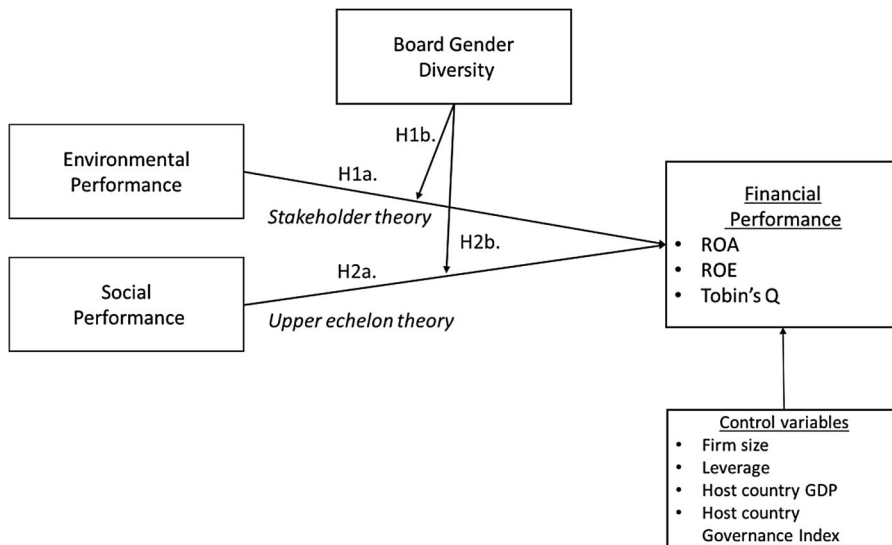 Board Gender
Diversity
H1b.
Environmental
Performance
H1a.
Stakeholder theory
H2b.
Social
Performance
H2a.
Upper echelon theory
Financial
Performance
• ROA
• ROE
• Tobin’s Q
Control variables
• Firm size
• Leverage
• Host country GDP
• Host country
Governance Index